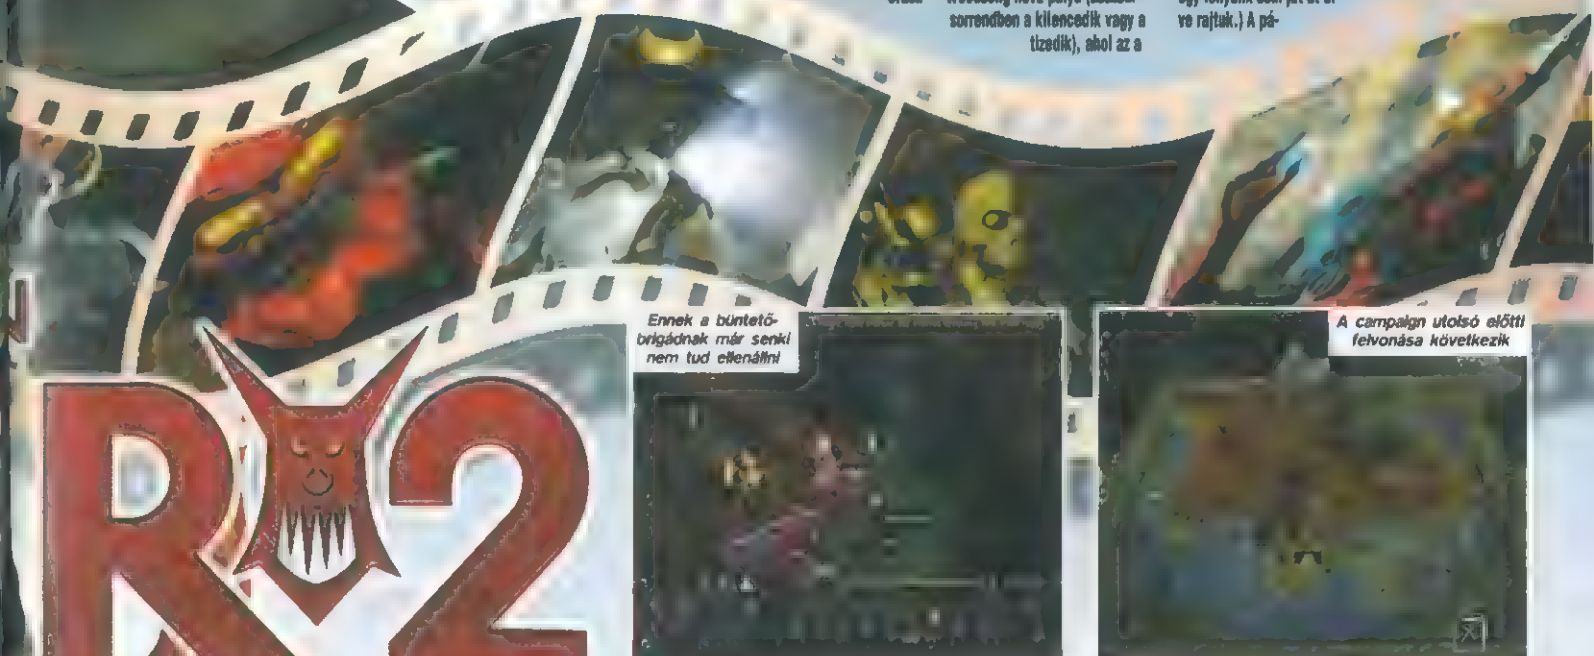 sorrendben a kilencedik vagy a
tizedik), ahol az a
ve rajtuk.) A pá-
Ennek a büntető-
brigádnak már senki
nem tud ellenállni
A campaign utolsó előtti
felvonása következik
R 2